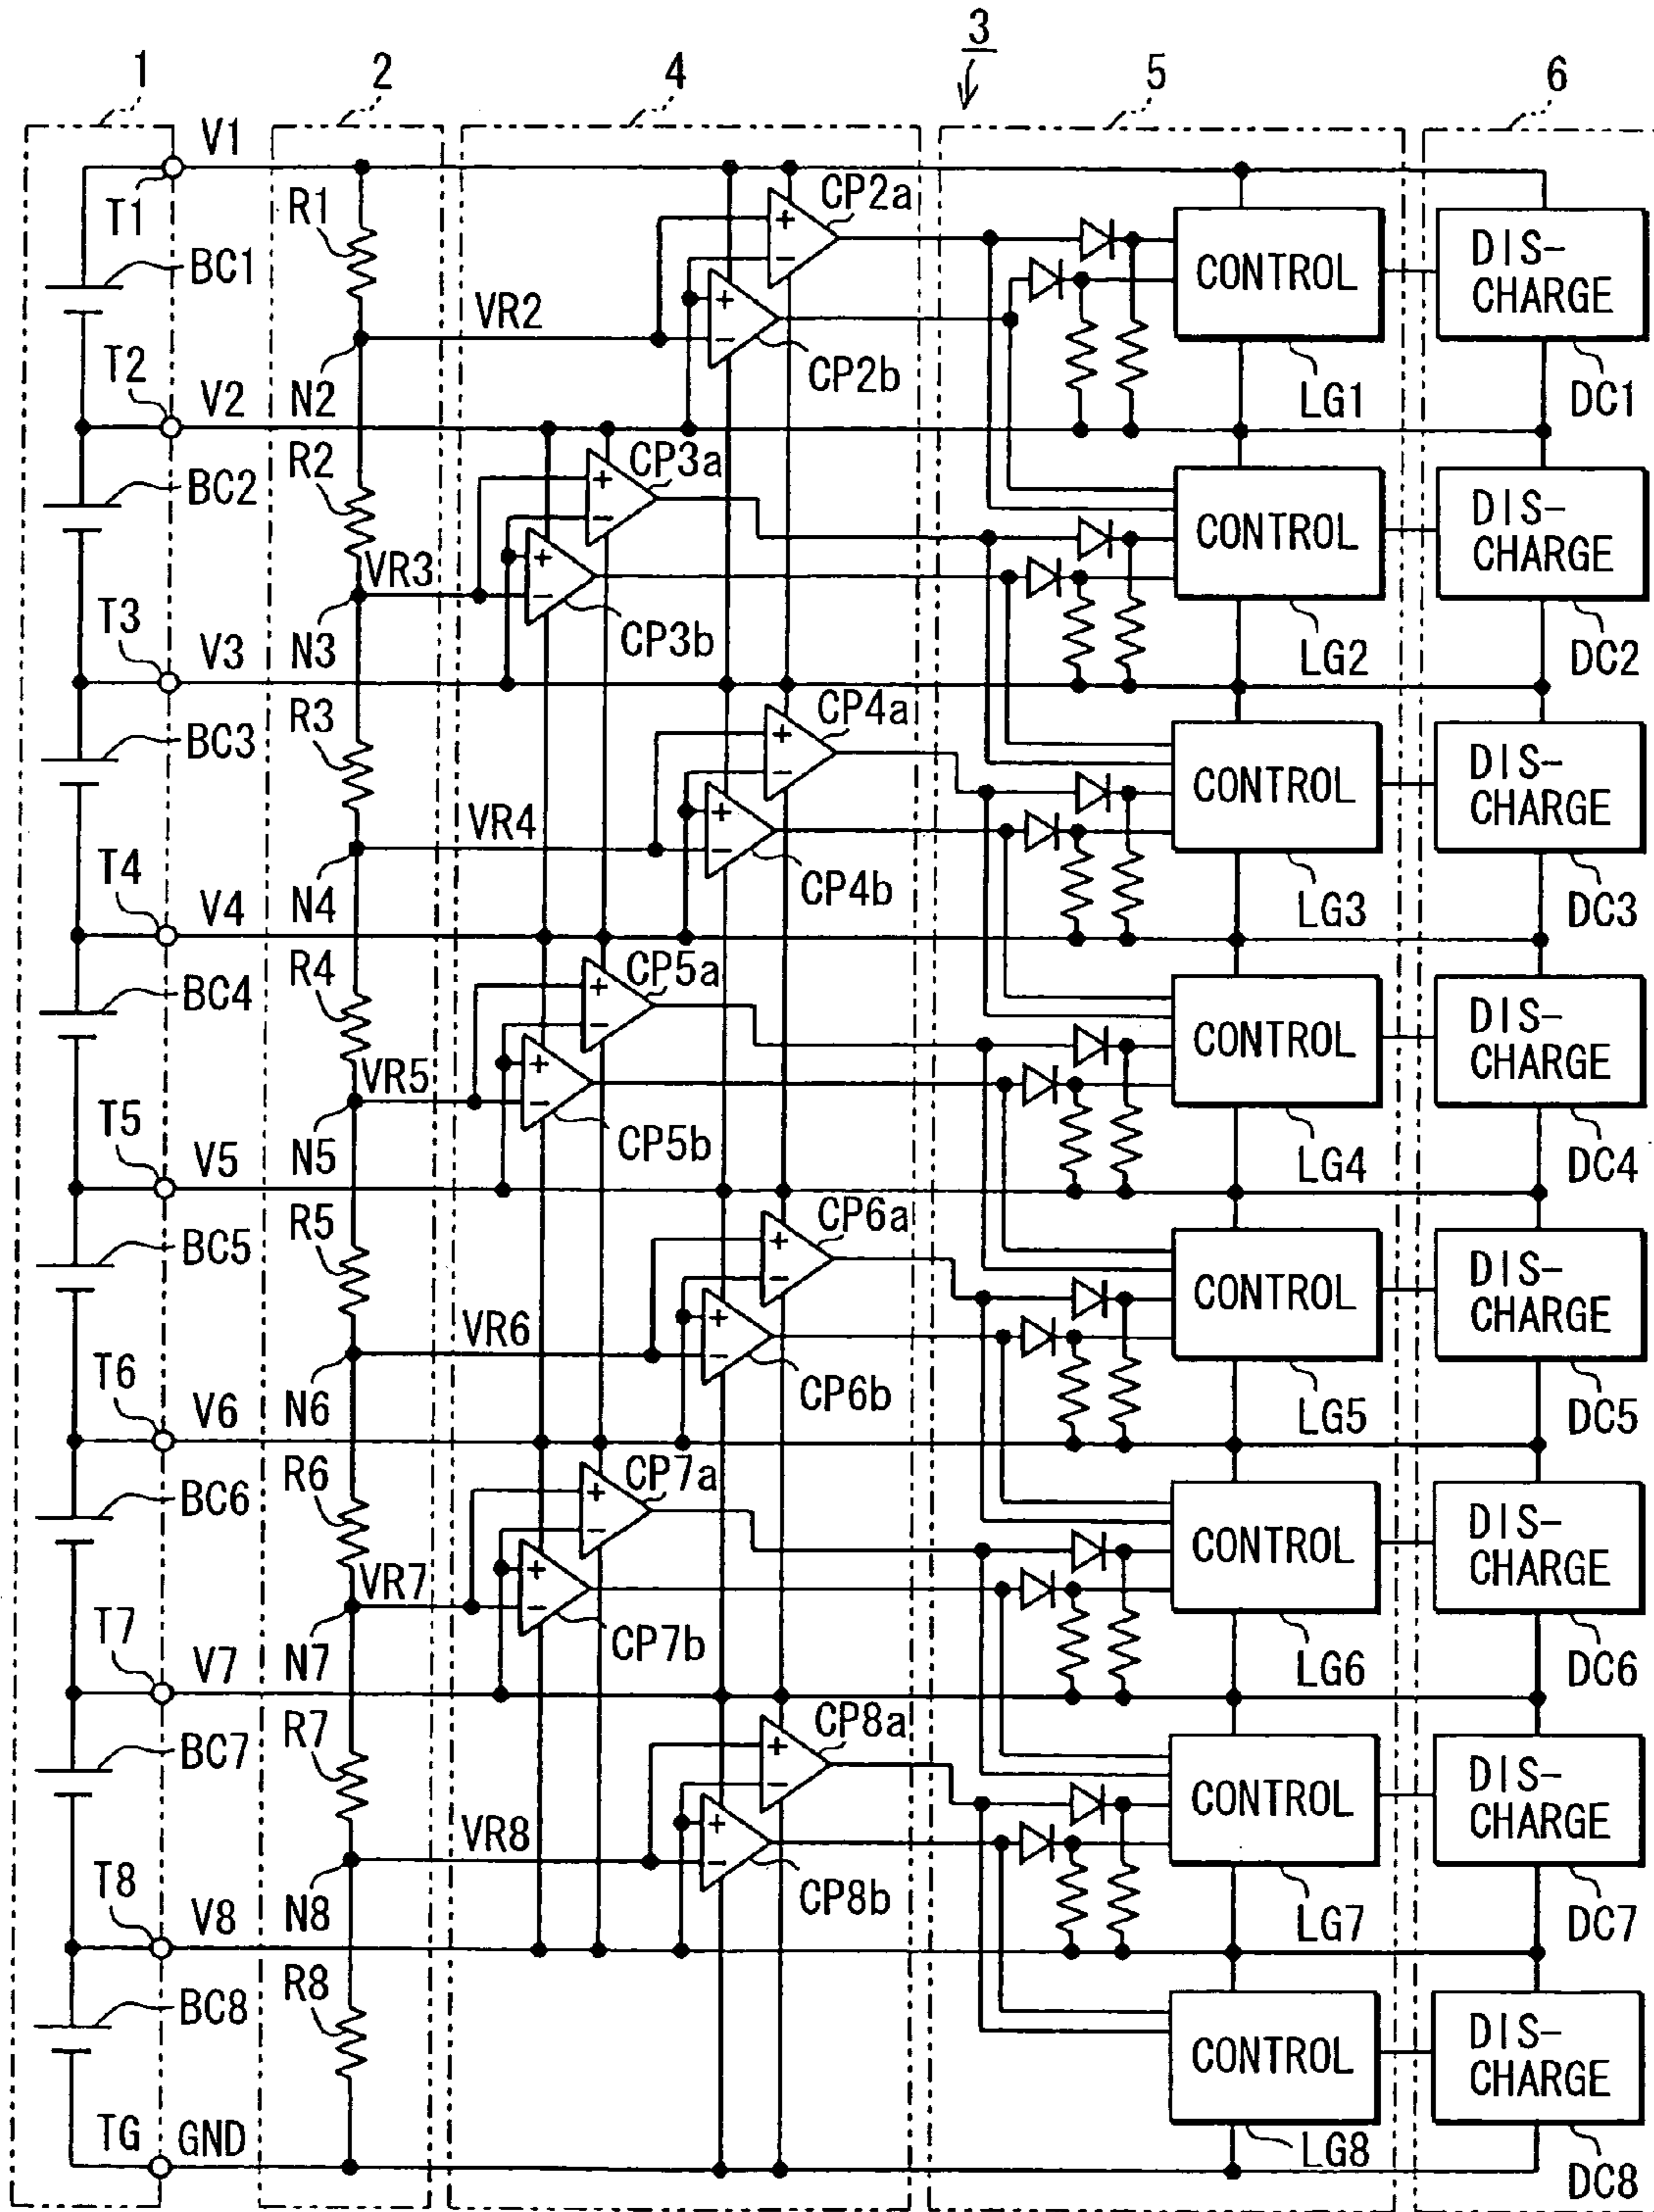 3
1
2
4
5
6
V1
T1
R1
CP2a
BC1
CONTROL
DIS-
CHARGE
VR2
CP2b
T2
V2
N2
LG1
DC1
R2
CP3a
BC2
CONTROL
DIS-
CHARGE
VR3
CP3b
T3
V3
N3
LG2
DC2
R3
CP4a
BC3
CONTROL
DIS-
CHARGE
VR4
CP4b
T4
V4
N4
LG3
DC3
R4
CP5a
BC4
CONTROL
DIS-
CHARGE
VR5
CP5b
T5
V5
N5
LG4
DC4
R5
CP6a
BC5
CONTROL
DIS-
CHARGE
VR6
CP6b
T6
V6
N6
LG5
DC5
R6
CP7a
BC6
CONTROL
DIS-
CHARGE
VR7
CP7b
T7
V7
N7
LG6
DC6
R7
CP8a
BC7
CONTROL
DIS-
CHARGE
VR8
CP8b
T8
V8
N8
LG7
DC7
R8
BC8
CONTROL
DIS-
CHARGE
TG
GND
LG8
DC8